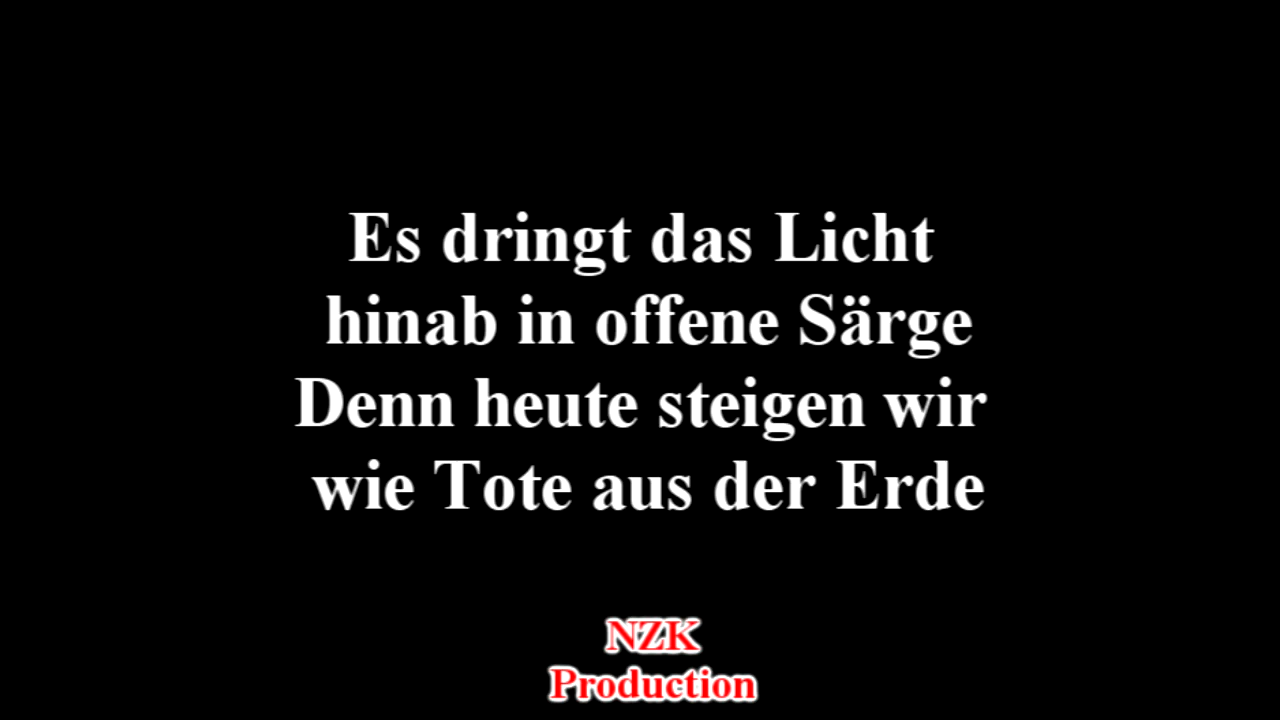 Es dringt das Licht
hinab in offene Särge
Denn heute steigen wir
wie Tote aus der Erde
NZK
Production